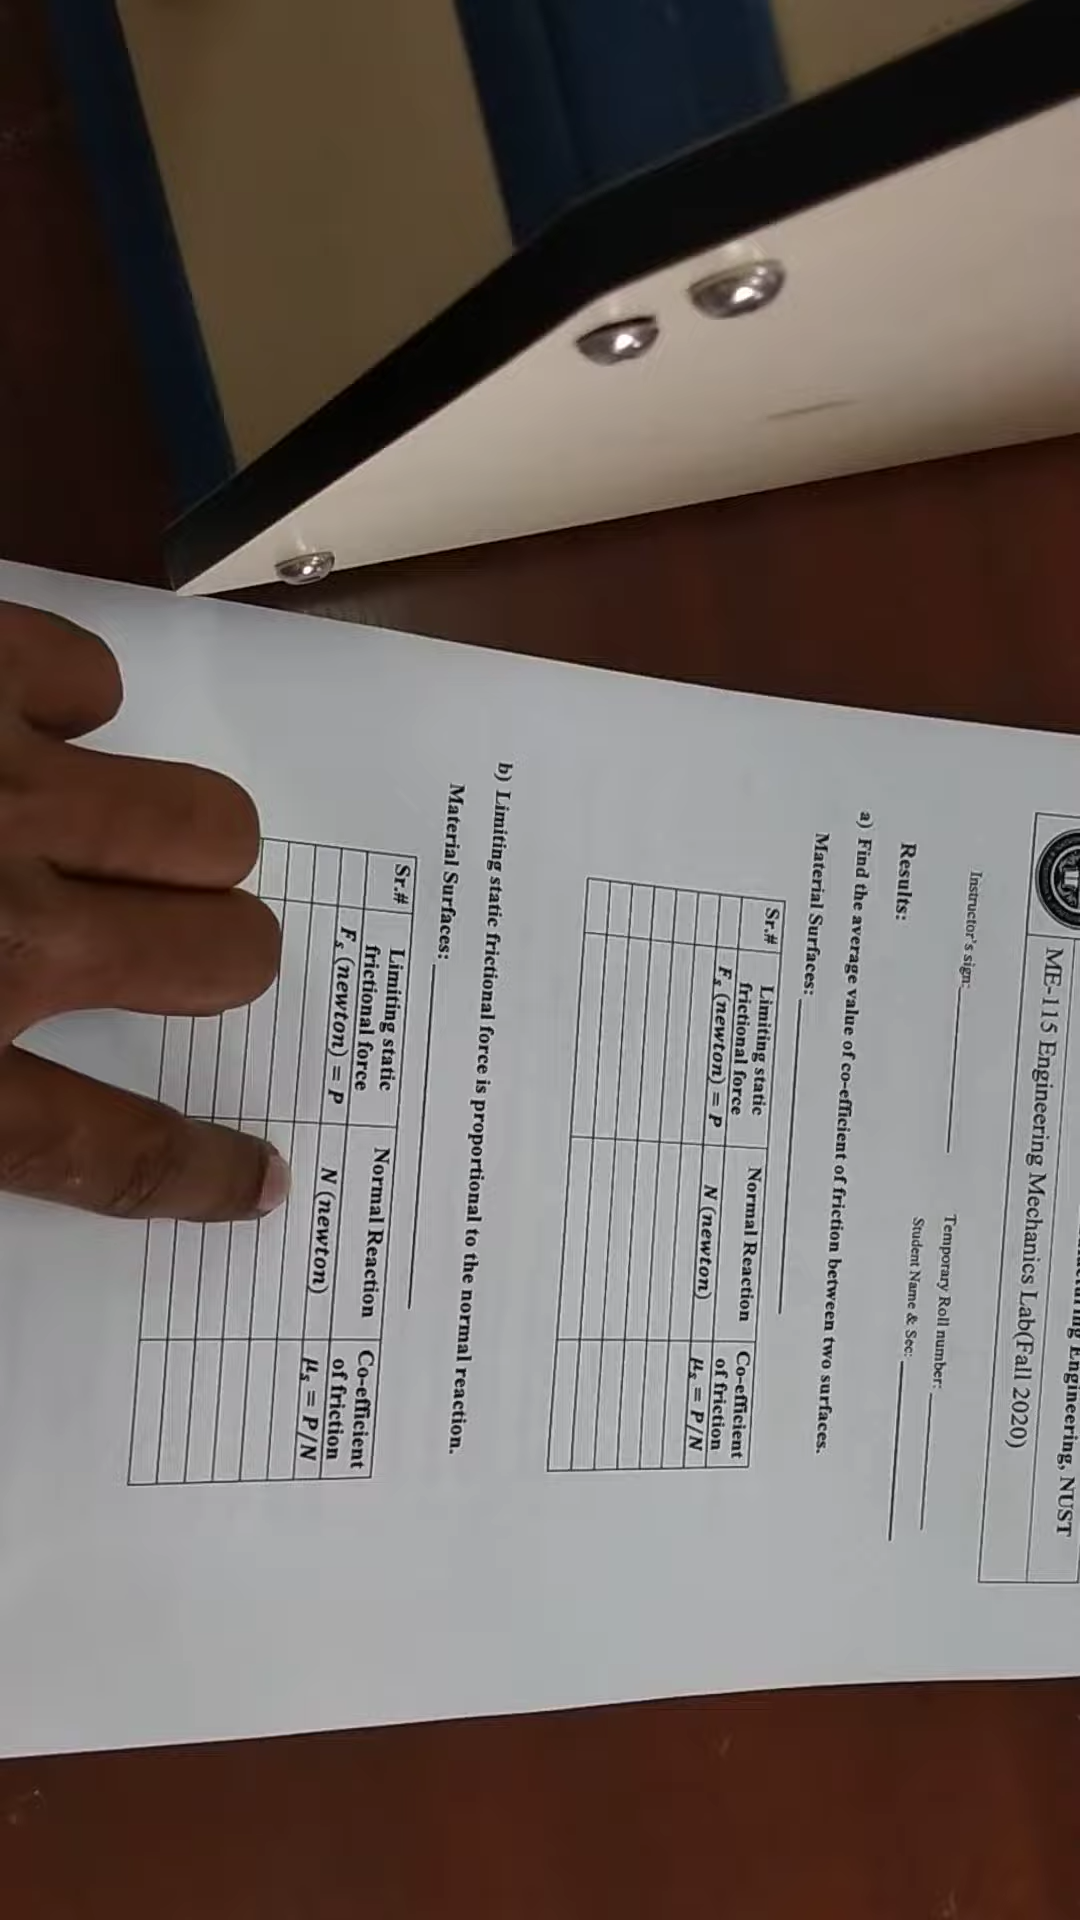 Engineering, NUST
ME-115 Engineering Mechanics Lab(Fall 2020)
Instructor's sign:
Temporary Roll number:
Student Name & Sec:
Results:
a) Find the average value of co-efficient of friction between two surfaces.
Material Surfaces:
Sr.# Limiting static frictional force Fₛ (newton) = P Normal Reaction N (newton) Co-efficient of friction μₛ = P/N
b) Limiting static frictional force is proportional to the normal reaction.
Material Surfaces:
Sr.# Limiting static frictional force Fₛ (newton) = P Normal Reaction N (newton) Co-efficient of friction μₛ = P/N